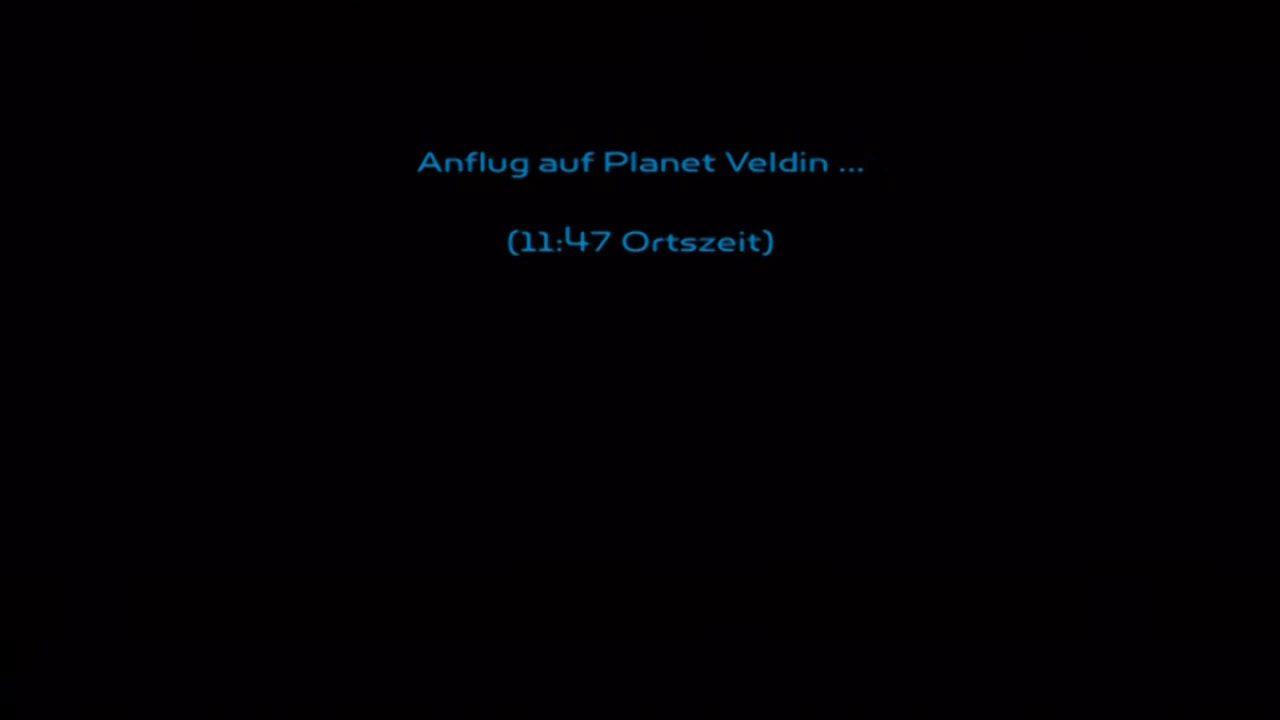 Anflug auf Planet Veldin ...
(11:47 Ortszeit)